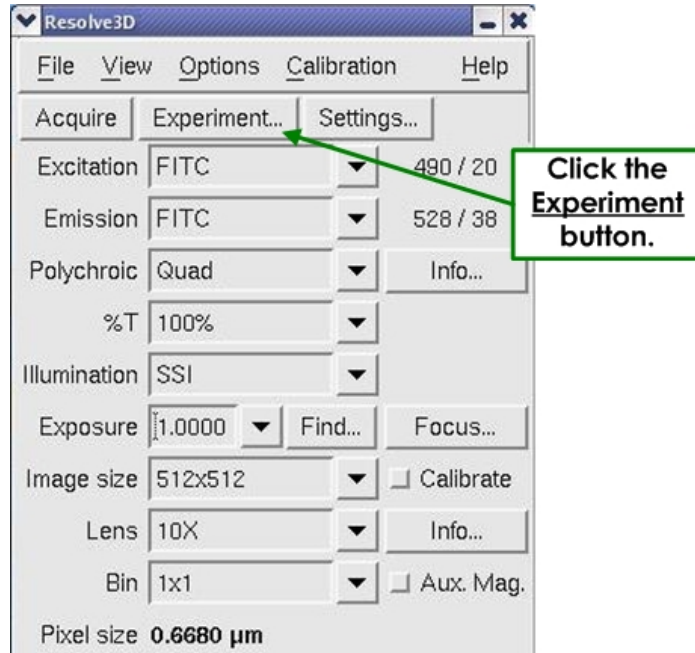 Resolve3D
File View Options Calibration Help
Acquire Experiment... Settings...
Excitation FITC 490 / 20
Emission FITC 528 / 38
Polychroic Quad Info...
%T 100%
Illumination SSI
Exposure 1.0000 Find... Focus...
Image size 512x512 Calibrate
Lens 10X Info...
Bin 1x1 Aux. Mag.
Pixel size 0.6680 µm
Click the
Experiment
button.